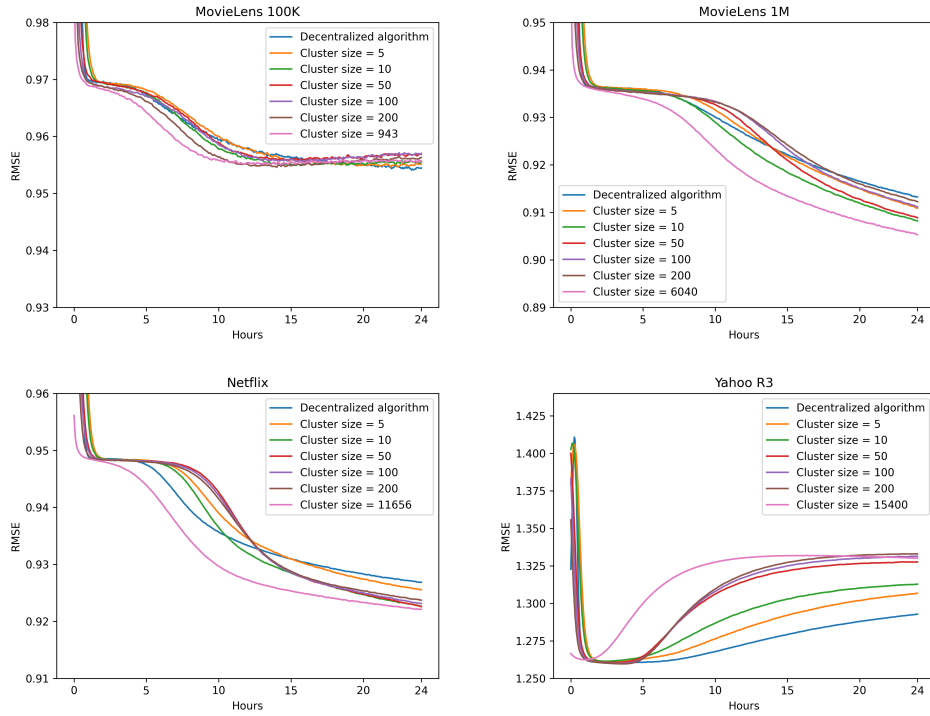 MovieLens 100K
0.98
0.97
0.96
0.95
0.94
0.93
RMSE
0
5
10
15
20
24
Hours
Decentralized algorithm
Cluster size = 5
Cluster size = 10
Cluster size = 50
Cluster size = 100
Cluster size = 200
Cluster size = 943
MovieLens 1M
0.95
0.94
0.93
0.92
0.91
0.90
0.89
RMSE
0
5
10
15
20
24
Hours
Decentralized algorithm
Cluster size = 5
Cluster size = 10
Cluster size = 50
Cluster size = 100
Cluster size = 200
Cluster size = 6040
Netflix
0.96
0.95
0.94
0.93
0.92
0.91
RMSE
0
5
10
15
20
24
Hours
Decentralized algorithm
Cluster size = 5
Cluster size = 10
Cluster size = 50
Cluster size = 100
Cluster size = 200
Cluster size = 11656
Yahoo R3
1.425
1.400
1.375
1.350
1.325
1.300
1.275
1.250
RMSE
0
5
10
15
20
24
Hours
Decentralized algorithm
Cluster size = 5
Cluster size = 10
Cluster size = 50
Cluster size = 100
Cluster size = 200
Cluster size = 15400